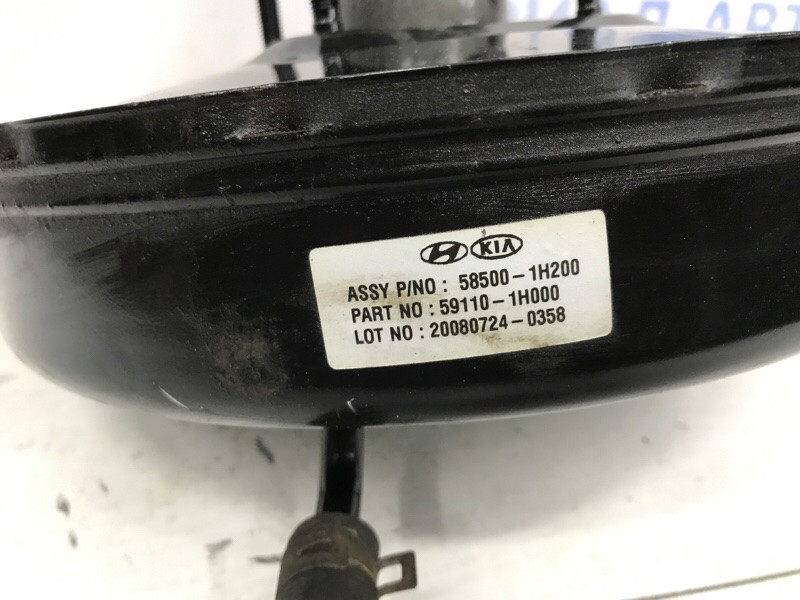 KIA
ASSY P/NO : 58500-1H200
PART NO : 59110-1H000
LOT NO : 20080724-0358